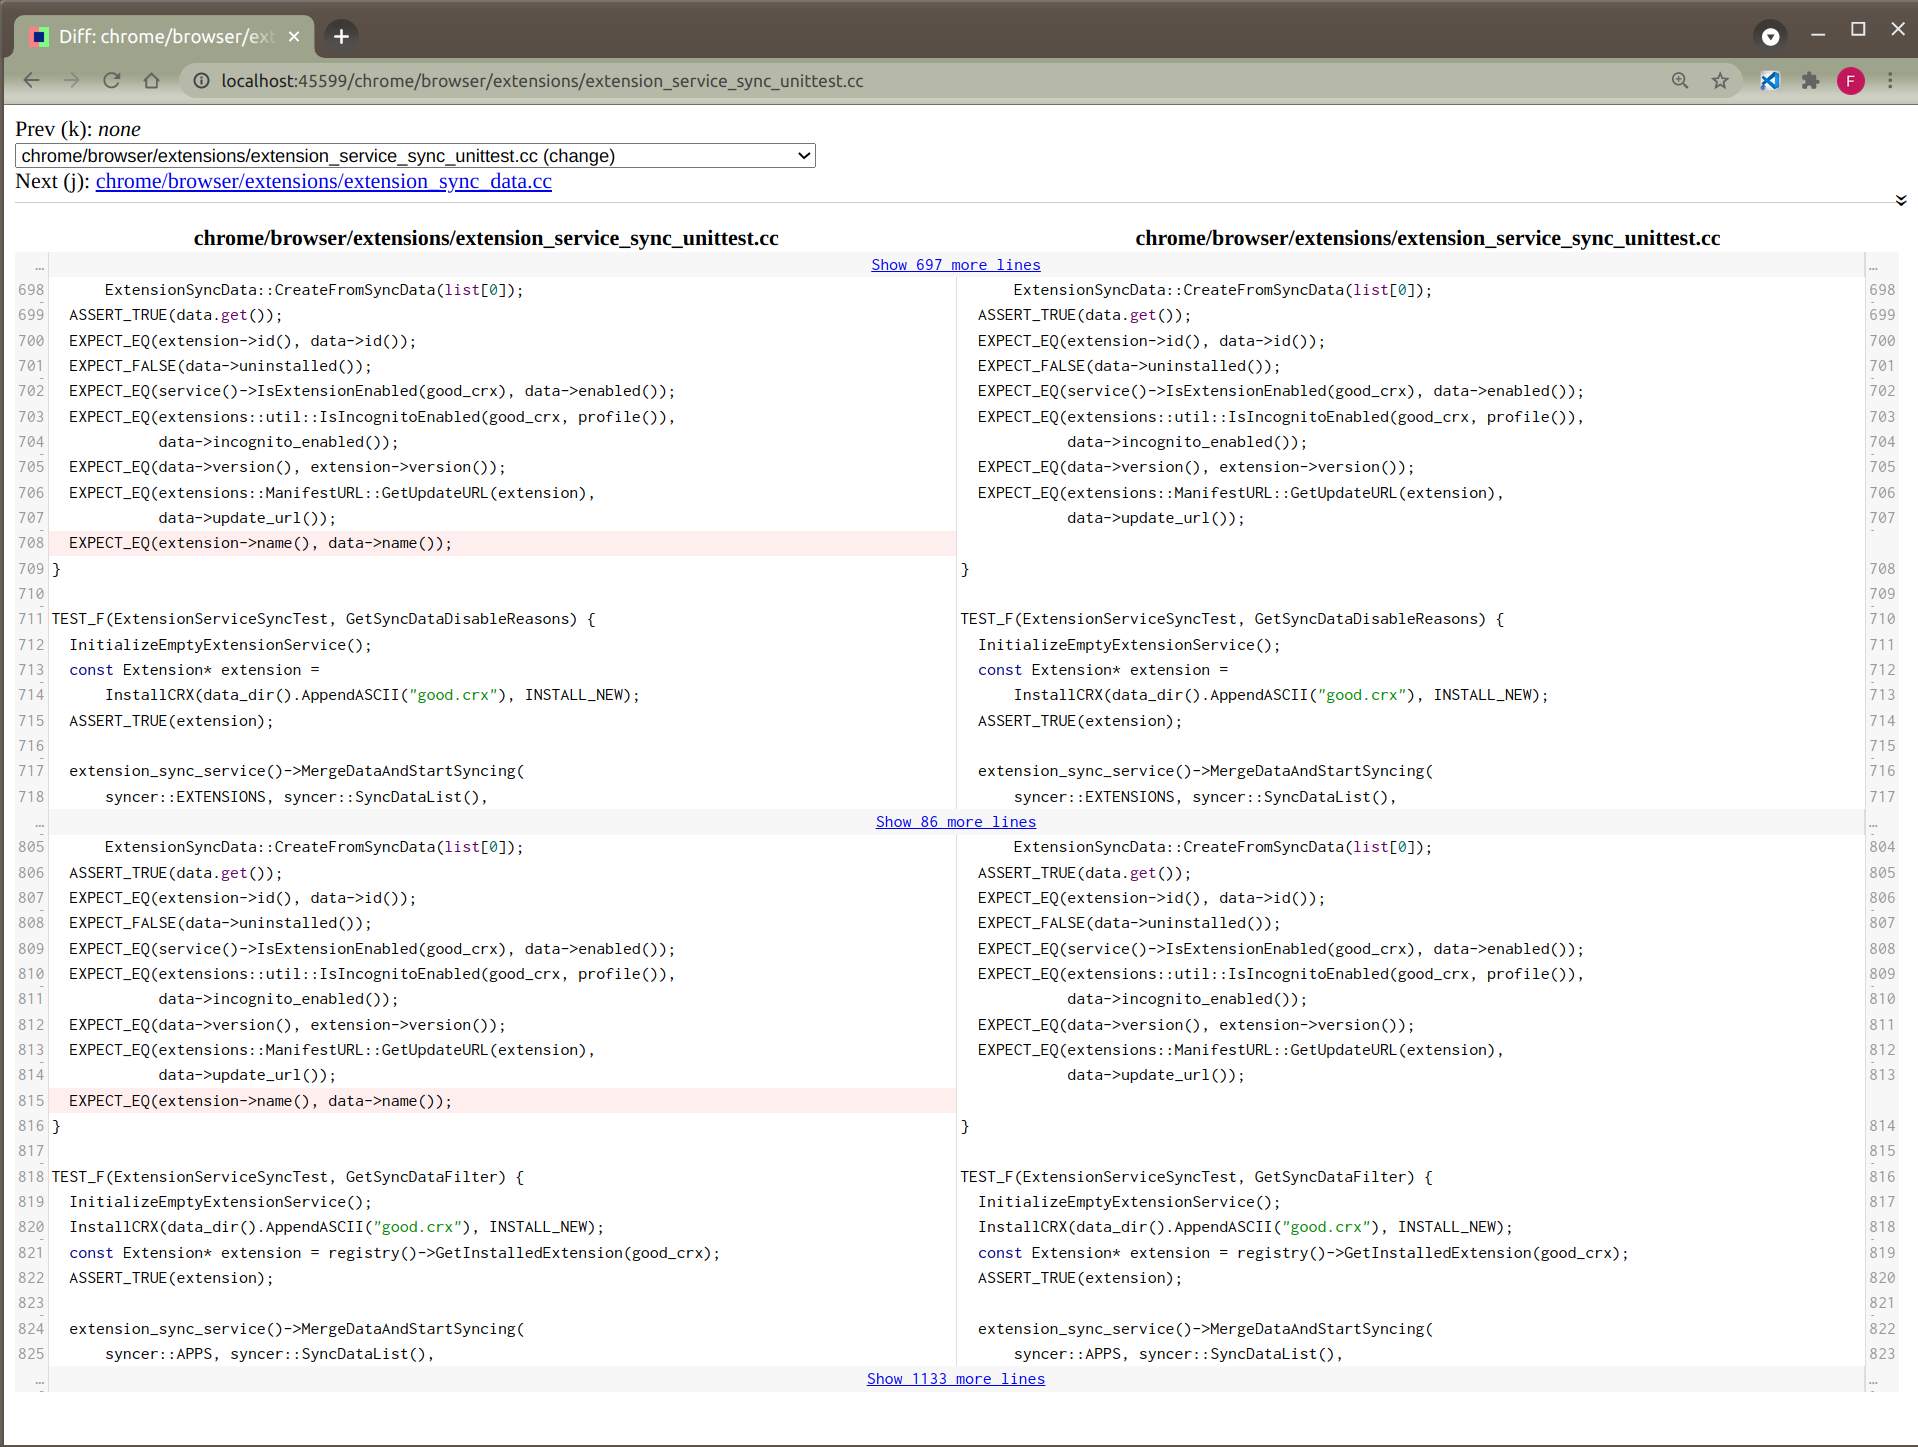 Diff: chrome/browser/ext
localhost:45599/chrome/browser/extensions/extension_service_sync_unittest.cc
F
Prev (k): none
chrome/browser/extensions/extension_service_sync_unittest.cc (change)
Next (j): chrome/browser/extensions/extension_sync_data.cc
chrome/browser/extensions/extension_service_sync_unittest.cc chrome/browser/extensions/extension_service_sync_unittest.cc
… Show 697 more lines …
698 ExtensionSyncData::CreateFromSyncData(list[0]); ExtensionSyncData::CreateFromSyncData(list[0]); 698
699 ASSERT_TRUE(data.get()); ASSERT_TRUE(data.get()); 699
700 EXPECT_EQ(extension->id(), data->id()); EXPECT_EQ(extension->id(), data->id()); 700
701 EXPECT_FALSE(data->uninstalled()); EXPECT_FALSE(data->uninstalled()); 701
702 EXPECT_EQ(service()->IsExtensionEnabled(good_crx), data->enabled()); EXPECT_EQ(service()->IsExtensionEnabled(good_crx), data->enabled()); 702
703 EXPECT_EQ(extensions::util::IsIncognitoEnabled(good_crx, profile()), EXPECT_EQ(extensions::util::IsIncognitoEnabled(good_crx, profile()), 703
704 data->incognito_enabled()); data->incognito_enabled()); 704
705 EXPECT_EQ(data->version(), extension->version()); EXPECT_EQ(data->version(), extension->version()); 705
706 EXPECT_EQ(extensions::ManifestURL::GetUpdateURL(extension), EXPECT_EQ(extensions::ManifestURL::GetUpdateURL(extension), 706
707 data->update_url()); data->update_url()); 707
708 EXPECT_EQ(extension->name(), data->name());
709 } } 708
710 709
711 TEST_F(ExtensionServiceSyncTest, GetSyncDataDisableReasons) { TEST_F(ExtensionServiceSyncTest, GetSyncDataDisableReasons) { 710
712 InitializeEmptyExtensionService(); InitializeEmptyExtensionService(); 711
713 const Extension* extension = const Extension* extension = 712
714 InstallCRX(data_dir().AppendASCII("good.crx"), INSTALL_NEW); InstallCRX(data_dir().AppendASCII("good.crx"), INSTALL_NEW); 713
715 ASSERT_TRUE(extension); ASSERT_TRUE(extension); 714
716 715
717 extension_sync_service()->MergeDataAndStartSyncing( extension_sync_service()->MergeDataAndStartSyncing( 716
718 syncer::EXTENSIONS, syncer::SyncDataList(), syncer::EXTENSIONS, syncer::SyncDataList(), 717
… Show 86 more lines …
805 ExtensionSyncData::CreateFromSyncData(list[0]); ExtensionSyncData::CreateFromSyncData(list[0]); 804
806 ASSERT_TRUE(data.get()); ASSERT_TRUE(data.get()); 805
807 EXPECT_EQ(extension->id(), data->id()); EXPECT_EQ(extension->id(), data->id()); 806
808 EXPECT_FALSE(data->uninstalled()); EXPECT_FALSE(data->uninstalled()); 807
809 EXPECT_EQ(service()->IsExtensionEnabled(good_crx), data->enabled()); EXPECT_EQ(service()->IsExtensionEnabled(good_crx), data->enabled()); 808
810 EXPECT_EQ(extensions::util::IsIncognitoEnabled(good_crx, profile()), EXPECT_EQ(extensions::util::IsIncognitoEnabled(good_crx, profile()), 809
811 data->incognito_enabled()); data->incognito_enabled()); 810
812 EXPECT_EQ(data->version(), extension->version()); EXPECT_EQ(data->version(), extension->version()); 811
813 EXPECT_EQ(extensions::ManifestURL::GetUpdateURL(extension), EXPECT_EQ(extensions::ManifestURL::GetUpdateURL(extension), 812
814 data->update_url()); data->update_url()); 813
815 EXPECT_EQ(extension->name(), data->name());
816 } } 814
817 815
818 TEST_F(ExtensionServiceSyncTest, GetSyncDataFilter) { TEST_F(ExtensionServiceSyncTest, GetSyncDataFilter) { 816
819 InitializeEmptyExtensionService(); InitializeEmptyExtensionService(); 817
820 InstallCRX(data_dir().AppendASCII("good.crx"), INSTALL_NEW); InstallCRX(data_dir().AppendASCII("good.crx"), INSTALL_NEW); 818
821 const Extension* extension = registry()->GetInstalledExtension(good_crx); const Extension* extension = registry()->GetInstalledExtension(good_crx); 819
822 ASSERT_TRUE(extension); ASSERT_TRUE(extension); 820
823 821
824 extension_sync_service()->MergeDataAndStartSyncing( extension_sync_service()->MergeDataAndStartSyncing( 822
825 syncer::APPS, syncer::SyncDataList(), syncer::APPS, syncer::SyncDataList(), 823
… Show 1133 more lines …